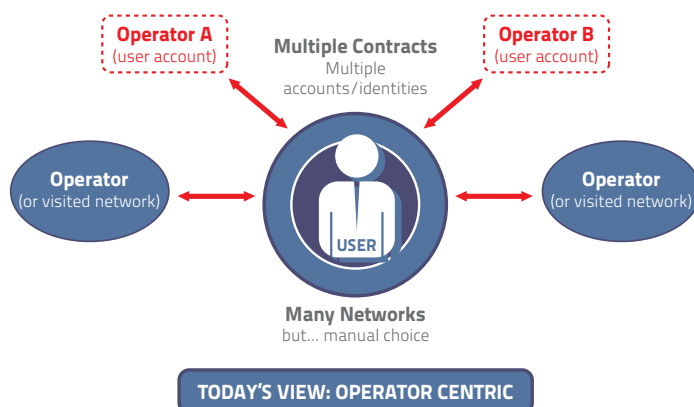 Operator A
(user account)
Multiple Contracts
Multiple
accounts/identities
Operator B
(user account)
Operator
(or visited network)
USER
Operator
(or visited network)
Many Networks
but... manual choice
TODAY'S VIEW: OPERATOR CENTRIC